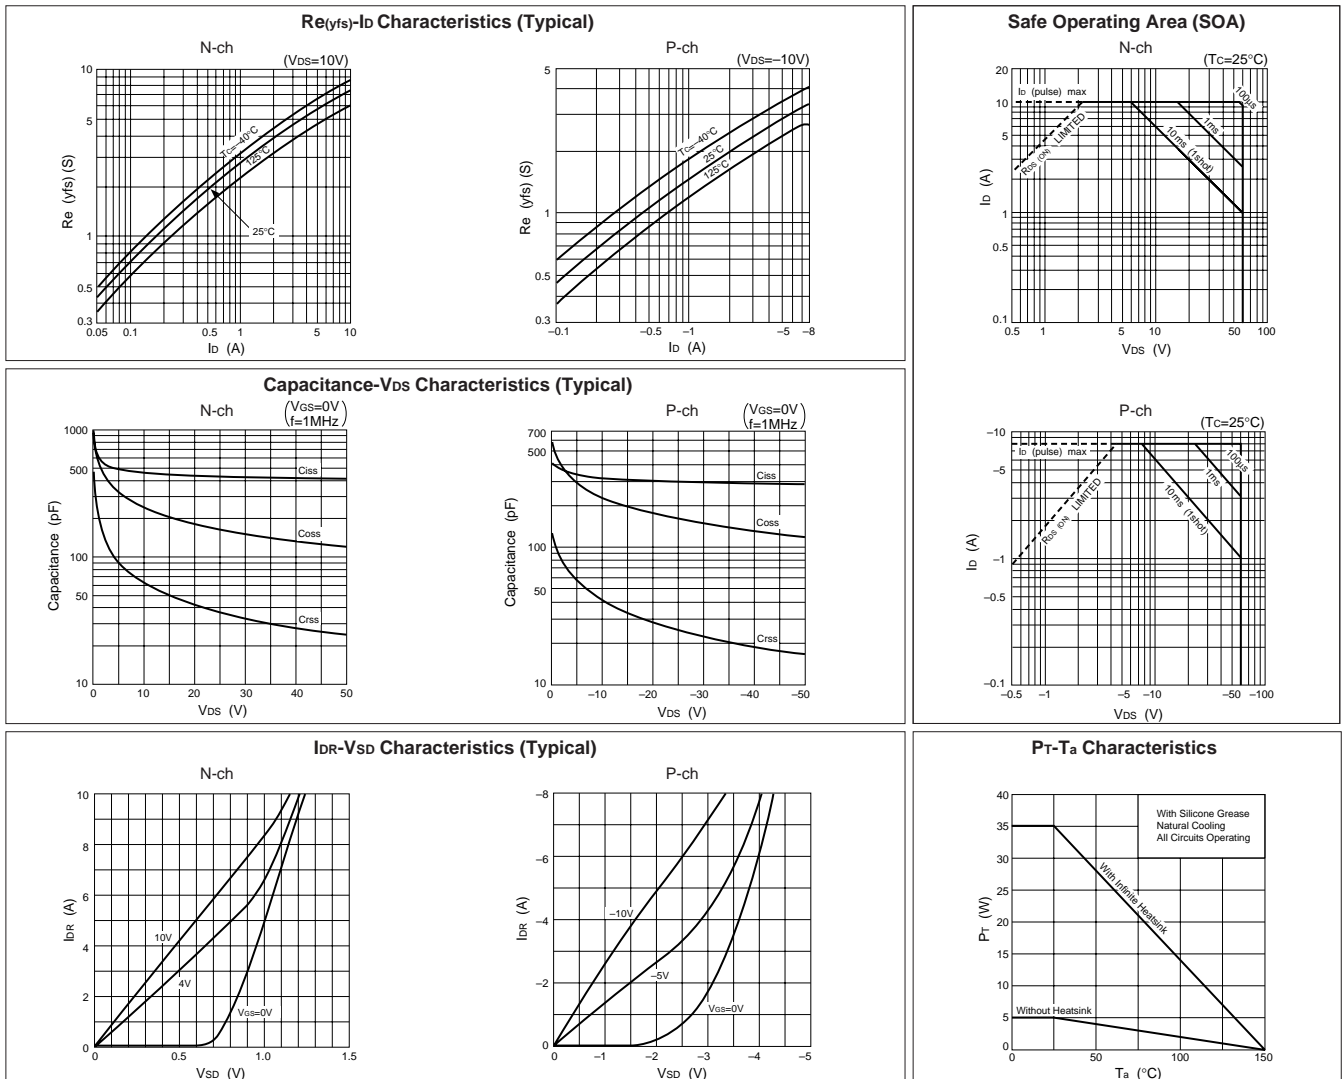 Re(yfs)-ID Characteristics (Typical)
N-ch
(VDS=10V)
10
5
1
0.5
0.3
0.05
0.1
0.5
1
5
10
Re (yfs) (S)
ID (A)
TC=–40°C
125°C
25°C
P-ch
(VDS=–10V)
5
1
0.5
0.3
–0.1
–0.5
–1
–5
–8
Re (yfs) (S)
ID (A)
TC=–40°C
25°C
125°C
Safe Operating Area (SOA)
N-ch
(TC=25°C)
20
10
5
1
0.5
0.1
0.5
1
5
10
50
100
ID (A)
VDS (V)
ID (pulse) max
RDS (ON) LIMITED
100µs
1ms
10ms (1shot)
P-ch
(TC=25°C)
–10
–5
–1
–0.5
–0.1
–0.5
–1
–5
–10
–50
–100
ID (A)
VDS (V)
ID (pulse) max
RDS (ON) LIMITED
100µs
1ms
10ms (1shot)
Capacitance-VDS Characteristics (Typical)
N-ch
(VGS=0V
f=1MHz)
1000
500
100
50
10
0
10
20
30
40
50
Capacitance (pF)
VDS (V)
Ciss
Coss
Crss
P-ch
(VGS=0V
f=1MHz)
700
500
100
50
10
0
–10
–20
–30
–40
–50
Capacitance (pF)
VDS (V)
Ciss
Coss
Crss
IDR-VSD Characteristics (Typical)
N-ch
10
8
6
4
2
0
0
0.5
1.0
1.5
IDR (A)
VSD (V)
10V
4V
VGS=0V
P-ch
–8
–6
–4
–2
0
0
–1
–2
–3
–4
–5
IDR (A)
VSD (V)
–10V
–5V
VGS=0V
PT-Ta Characteristics
40
35
30
25
20
15
10
5
0
0
50
100
150
PT (W)
Ta (°C)
With Silicone Grease
Natural Cooling
All Circuits Operating
With Infinite Heatsink
Without Heatsink